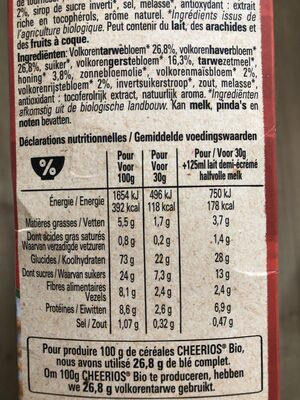 2%, sirop de sucre inverti*, sel, mélasse*, antioxydant : extrait
riche en tocophérols, arôme naturel. *Ingrédients issus de
l'agriculture biologique. Peut contenir du lait, des arachides et
des fruits à coque.
Ingrediënten: Volkorentarwebloem* 26,8%, volkorenhaverbloem*
26,8%, suiker*, volkorengerstebloem* 16,3%, tarwezetmeel*,
honing* 3,8%, zonnebloemolie*, volkorenmaïsbloem* 2%,
volkorenrijstebloem* 2%, invertsuikerstroop*, zout, melasse*,
antioxidant : tocoferolrijk extract, natuurlijk aroma. *Ingrediënten
afkomstig uit de biologische landbouw. Kan melk, pinda's en
noten bevatten.
Déclarations nutritionnelles / Gemiddelde voedingswaarden
%
Pour Voor 100g
Pour Voor 30g
Pour / Voor 30g +125ml lait demi-écrémé halfvolle melk
Énergie / Energie 1654 kJ 392 kcal 496 kJ 118 kcal 750 kJ 178 kcal
Matières grasses / Vetten 5,5 g 1,7 g 3,7 g
Dont acides gras saturés Waarvan verzadigde vetzuren 0,8 g 0,2 g 1,4 g
Glucides / Koolhydraten 73 g 22 g 28 g
Dont sucres / Waarvan suikers 24 g 7,3 g 13 g
Fibres alimentaires Vezels 8,1 g 2,4 g 2,4 g
Protéines / Eiwitten 8,6 g 2,6 g 6,9 g
Sel / Zout 1,07 g 0,32 g 0,47 g
Pour produire 100 g de céréales CHEERIOS® Bio,
nous avons utilisé 26,8 g de blé complet.
Om 100g CHEERIOS® Bio te produceren, hebben
we 26,8 g volkorentarwe gebruikt.